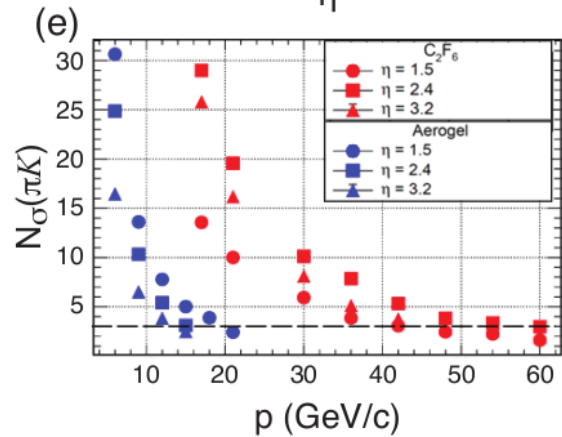 η
(e)
C₂F₆
η = 1.5
η = 2.4
η = 3.2
Aerogel
η = 1.5
η = 2.4
η = 3.2
30
25
20
15
10
5
Nσ(πK)
10 20 30 40 50 60
p (GeV/c)